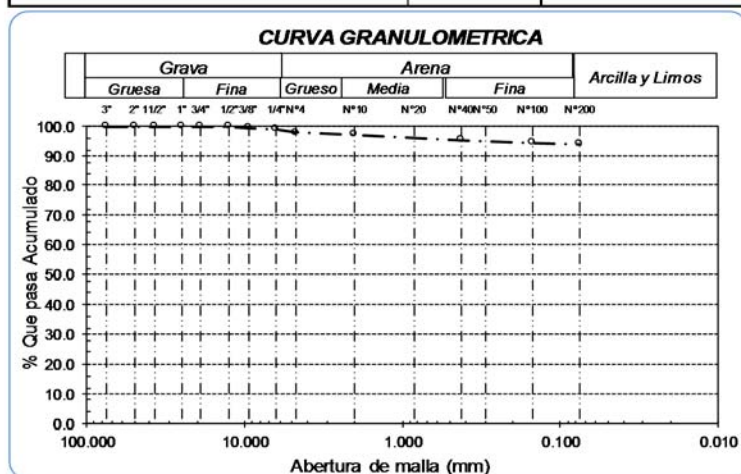 CURVA GRANULOMETRICA
Grava Arena Arcilla y Limos
Gruesa Fina Grueso Media Fina
3" 2" 11/2" 1" 3/4" 1/2" 3/8" 1/4" N°4 N°10 N°20 N°40 N°50 N°100 N°200
100.0
90.0
80.0
70.0
60.0
50.0
40.0
30.0
20.0
10.0
0.0
% Que pasa Acumulado
100.000 10.000 1.000 0.100 0.010
Abertura de malla (mm)